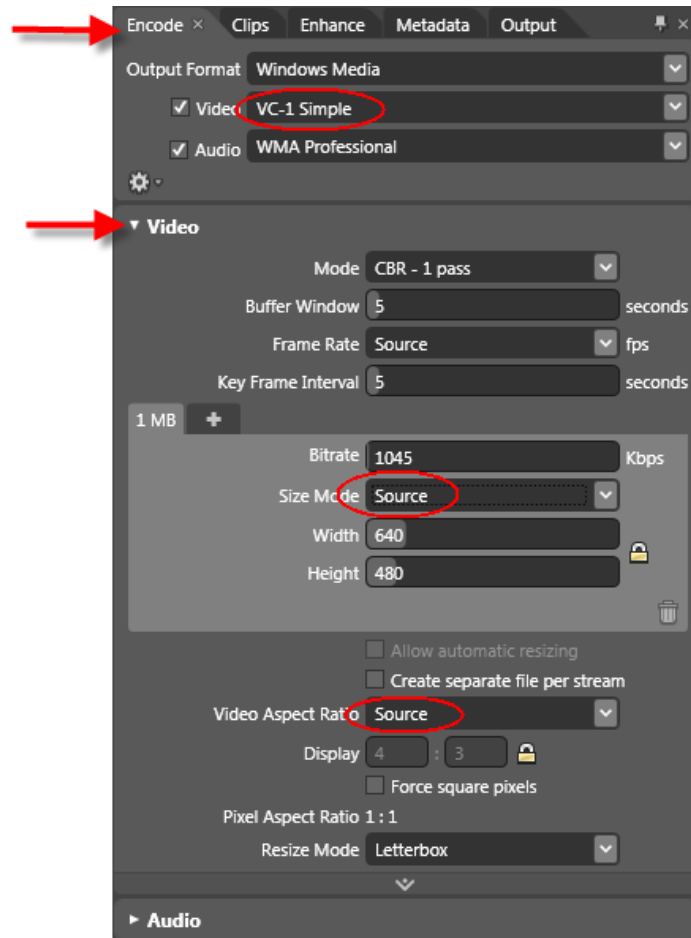 Encode × Clips Enhance Metadata Output ×
Output Format Windows Media
Video VC-1 Simple
Audio WMA Professional
Video
Mode CBR - 1 pass
Buffer Window 5 seconds
Frame Rate Source fps
Key Frame Interval 5 seconds
1 MB +
Bitrate 1045 Kbps
Size Mode Source
Width 640
Height 480
Allow automatic resizing
Create separate file per stream
Video Aspect Ratio Source
Display 4 : 3
Force square pixels
Pixel Aspect Ratio 1 : 1
Resize Mode Letterbox
Audio